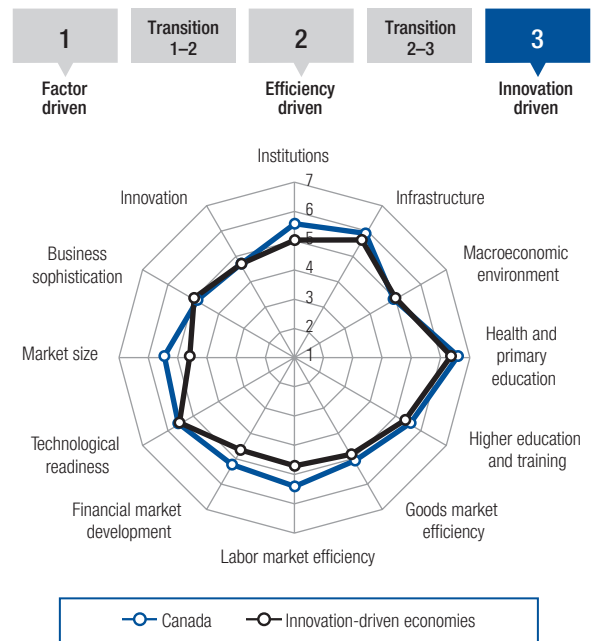 1
Transition
1–2
2
Transition
2–3
3
Factor
driven
Efficiency
driven
Innovation
driven
Institutions
Innovation
Infrastructure
Business
sophistication
Macroeconomic
environment
Market size
Health and
primary
education
Technological
readiness
Higher education
and training
Financial market
development
Goods market
efficiency
Labor market efficiency
7
6
5
4
3
2
1
Canada
Innovation-driven economies